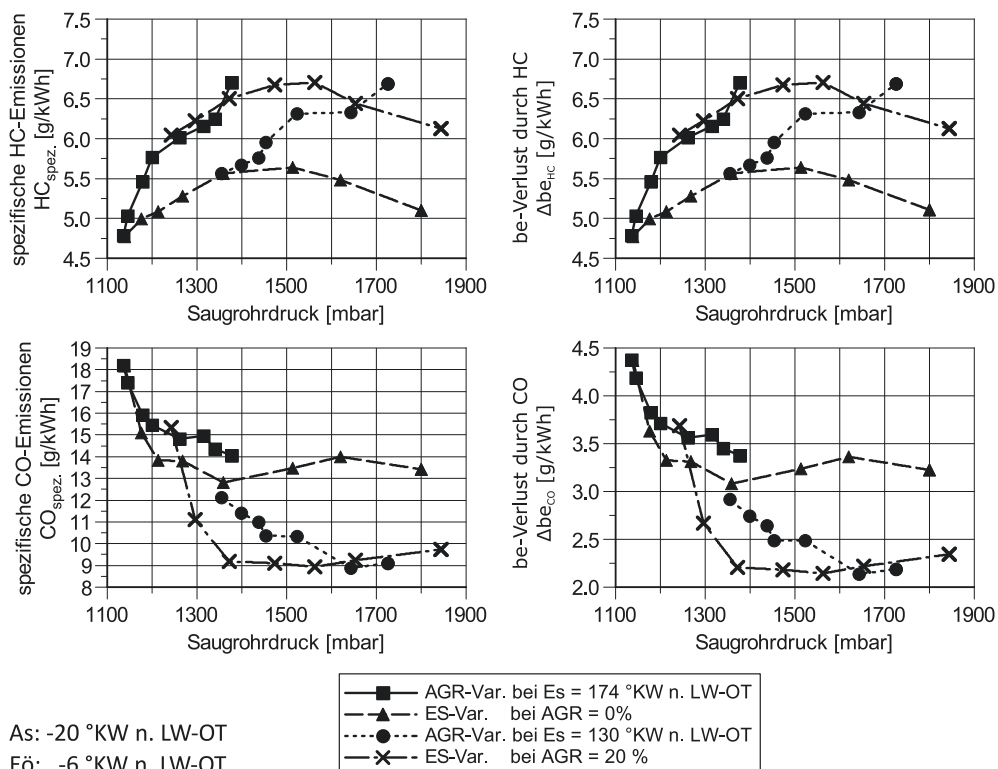 spezifische HC-Emissionen
HC_spez. [g/kWh]
7.5
7.0
6.5
6.0
5.5
5.0
4.5
1100 1300 1500 1700 1900
Saugrohrdruck [mbar]
be-Verlust durch HC
Δbe_HC [g/kWh]
7.5
7.0
6.5
6.0
5.5
5.0
4.5
1100 1300 1500 1700 1900
Saugrohrdruck [mbar]
spezifische CO-Emissionen
CO_spez. [g/kWh]
19
18
17
16
15
14
13
12
11
10
9
8
1100 1300 1500 1700 1900
Saugrohrdruck [mbar]
be-Verlust durch CO
Δbe_CO [g/kWh]
4.5
4.0
3.5
3.0
2.5
2.0
1100 1300 1500 1700 1900
Saugrohrdruck [mbar]
As: -20 °KW n. LW-OT
Eö: -6 °KW n. LW-OT
AGR-Var. bei Es = 174 °KW n. LW-OT
ES-Var. bei AGR = 0%
AGR-Var. bei Es = 130 °KW n. LW-OT
ES-Var. bei AGR = 20 %